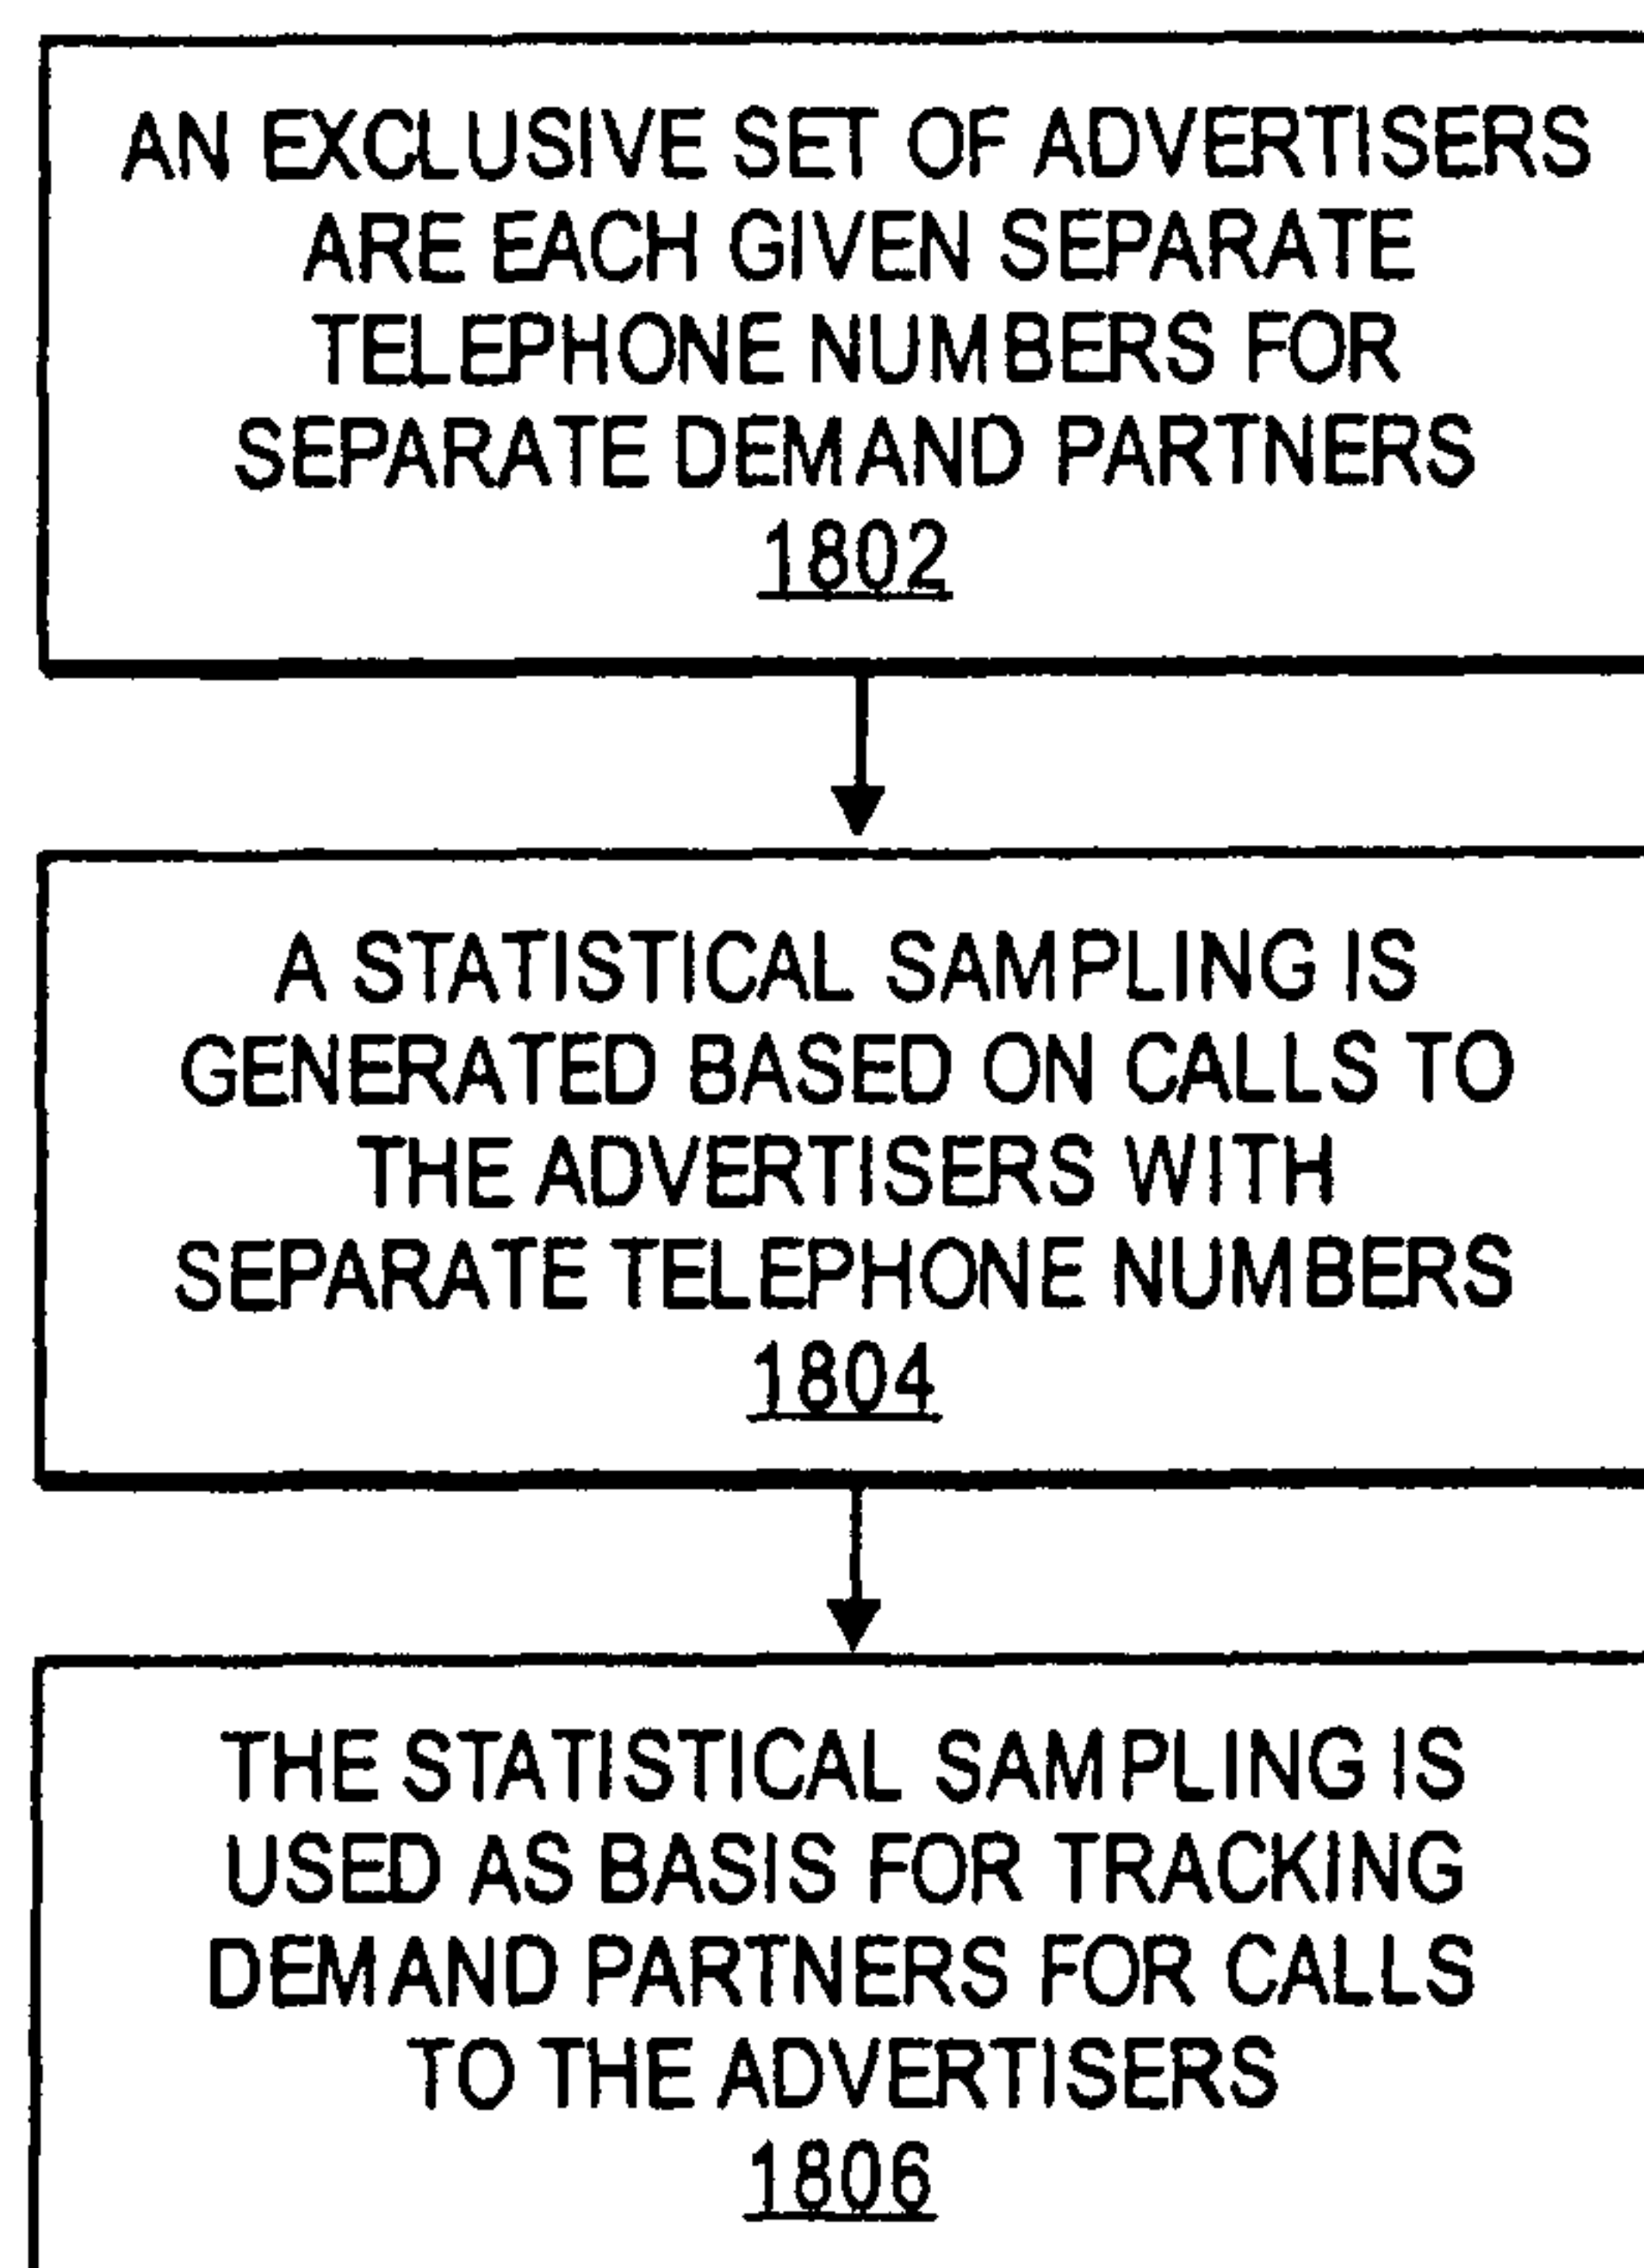 AN EXCLUSIVE SET OF ADVERTISERS
ARE EACH GIVEN SEPARATE
TELEPHONE NUMBERS FOR
SEPARATE DEMAND PARTNERS
1802
A STATISTICAL SAMPLING IS
GENERATED BASED ON CALLS TO
THE ADVERTISERS WITH
SEPARATE TELEPHONE NUMBERS
1804
THE STATISTICAL SAMPLING IS
USED AS BASIS FOR TRACKING
DEMAND PARTNERS FOR CALLS
TO THE ADVERTISERS
1806